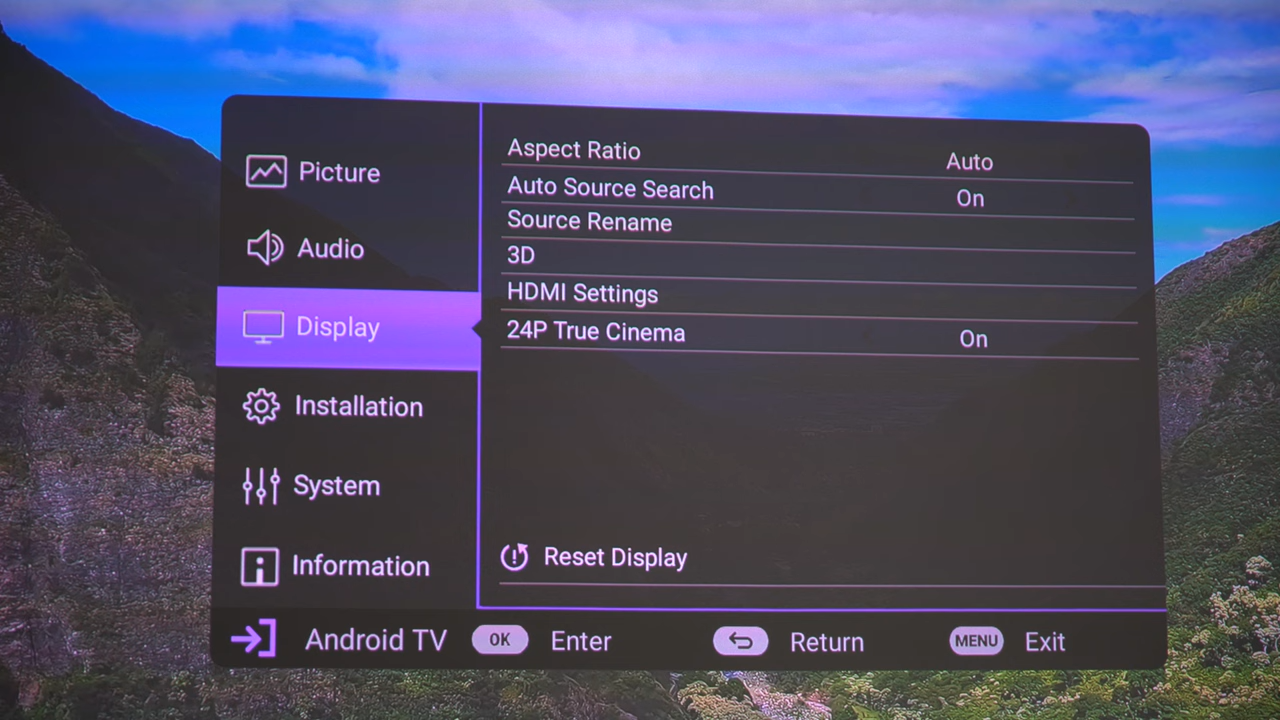 Picture
Audio
Display
Installation
System
Information
Aspect Ratio Auto
Auto Source Search On
Source Rename
3D
HDMI Settings
24P True Cinema On
Reset Display
Android TV OK Enter Return MENU Exit